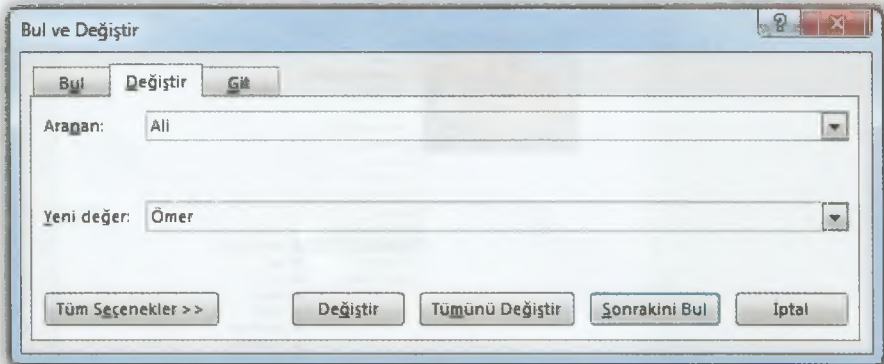 Bul ve Değiştir
Bul Değiştir Git
Aranan: Ali
Yeni değer: Ömer
Tüm Seçenekler >> Değiştir Tümünü Değiştir Sonrakini Bul İptal